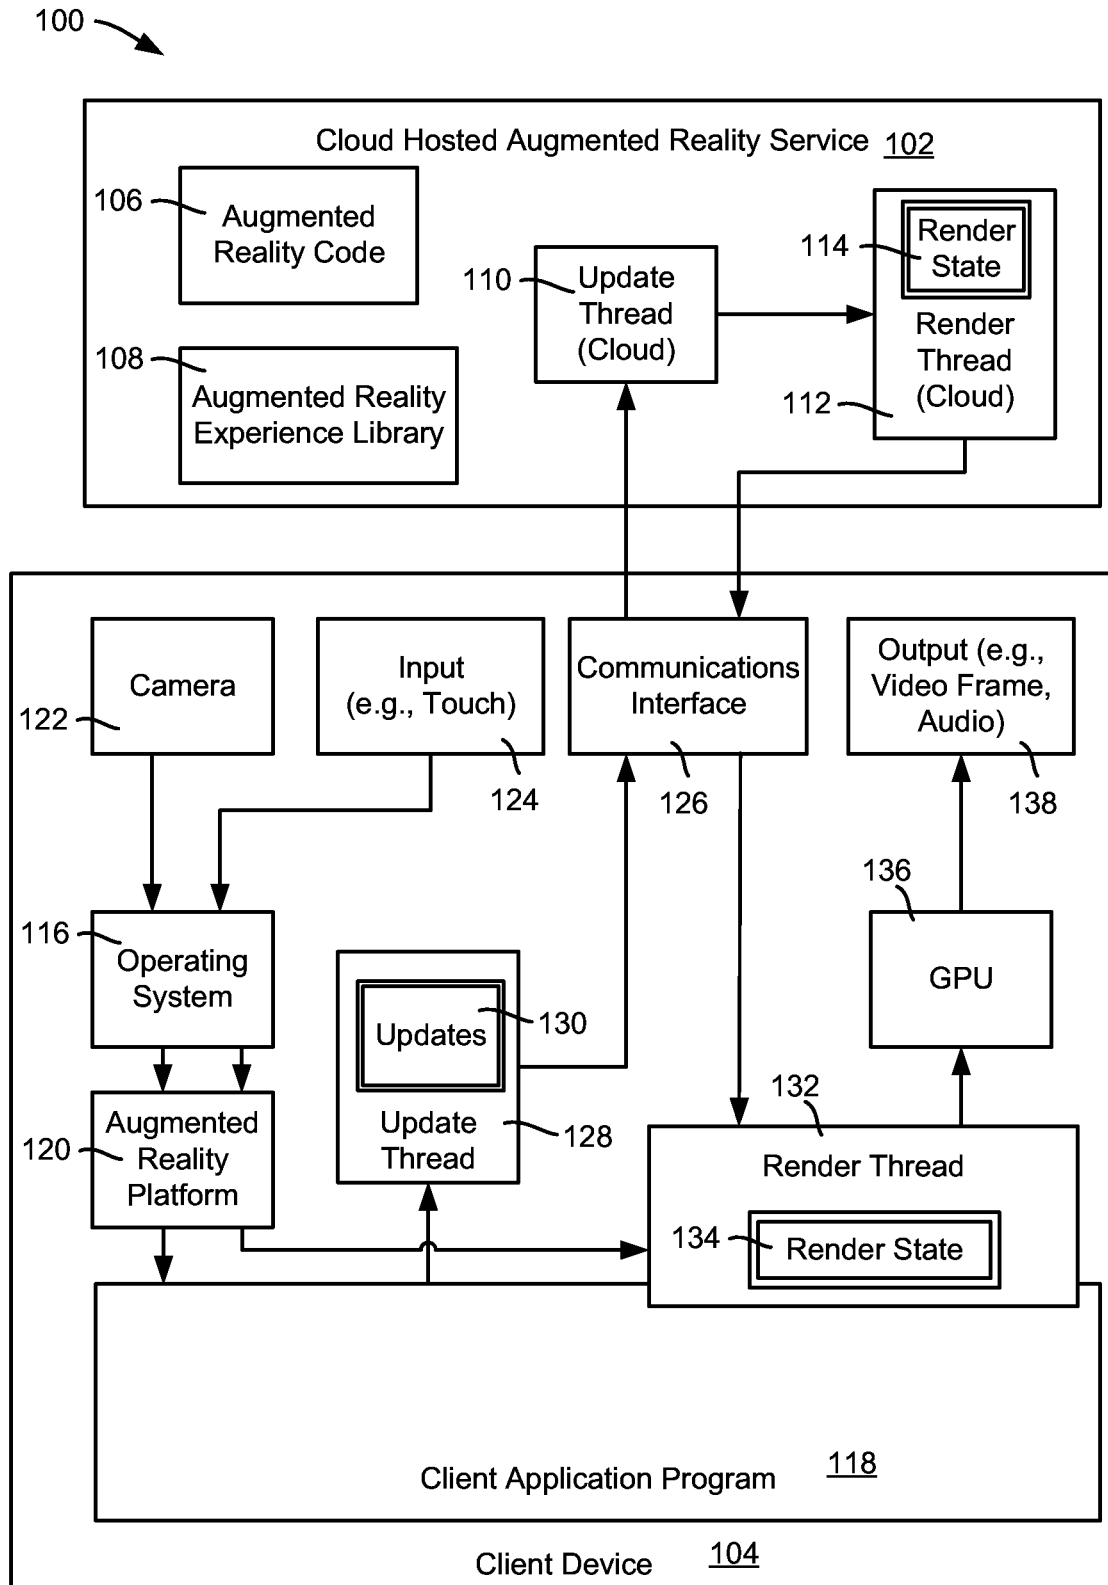 100
Cloud Hosted Augmented Reality Service 102
106
Augmented
Reality Code
114
Render
State
110
Update
Thread
(Cloud)
Render
Thread
(Cloud)
112
108
Augmented Reality
Experience Library
Camera
122
Input
(e.g., Touch)
124
Communications
Interface
126
Output (e.g.,
Video Frame,
Audio)
138
136
GPU
116
Operating
System
Updates
130
Update
Thread
128
120
Augmented
Reality
Platform
132
Render Thread
134
Render State
Client Application Program 118
Client Device 104